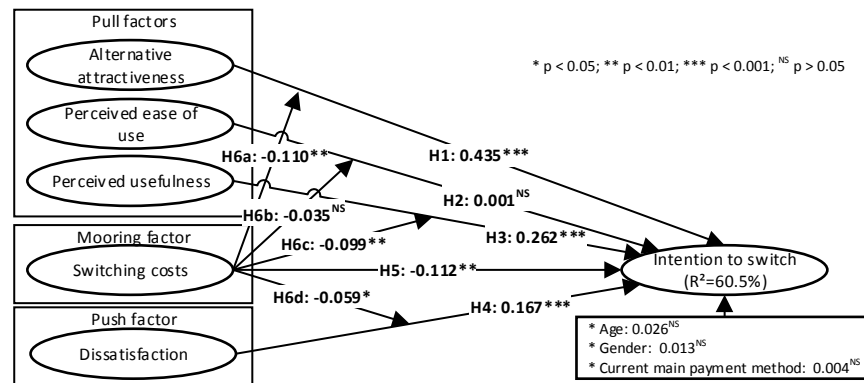 Pull factors
Alternative
attractiveness
* p < 0.05; ** p < 0.01; *** p < 0.001; NS p > 0.05
Perceived ease of
use
H6a: -0.110**
H1: 0.435***
Perceived usefulness
H2: 0.001NS
H6b: -0.035NS
H3: 0.262***
Mooring factor
H6c: -0.099**
Switching costs
H5: -0.112**
Intention to switch
(R²=60.5%)
H6d: -0.059*
H4: 0.167***
Push factor
Dissatisfaction
* Age: 0.026NS
* Gender: 0.013NS
* Current main payment method: 0.004NS